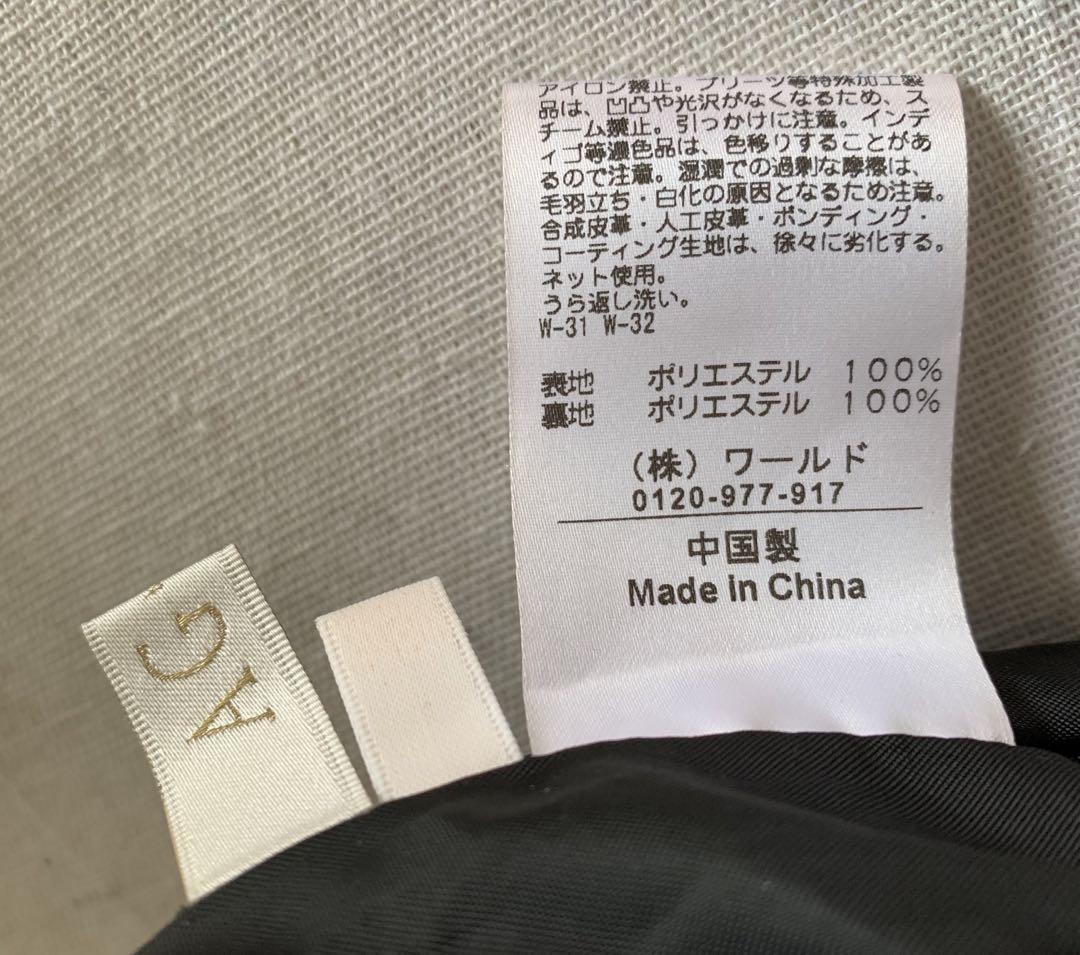 アイロン禁止。プリーツ等特殊加工製
品は、凹凸や光沢がなくなるため、ス
チーム禁止。引っかけに注意。インデ
ィゴ等濃色品は、色移りすることがあ
るので注意。湿潤での過剰な摩擦は、
毛羽立ち・白化の原因となるため注意。
合成皮革・人工皮革・ボンディング・
コーティング生地は、徐々に劣化する。
ネット使用。
うら返し洗い。
W-31 W-32
表地 ポリエステル 100%
裏地 ポリエステル 100%
(株) ワールド
0120-977-917
中国製
Made in China
AG